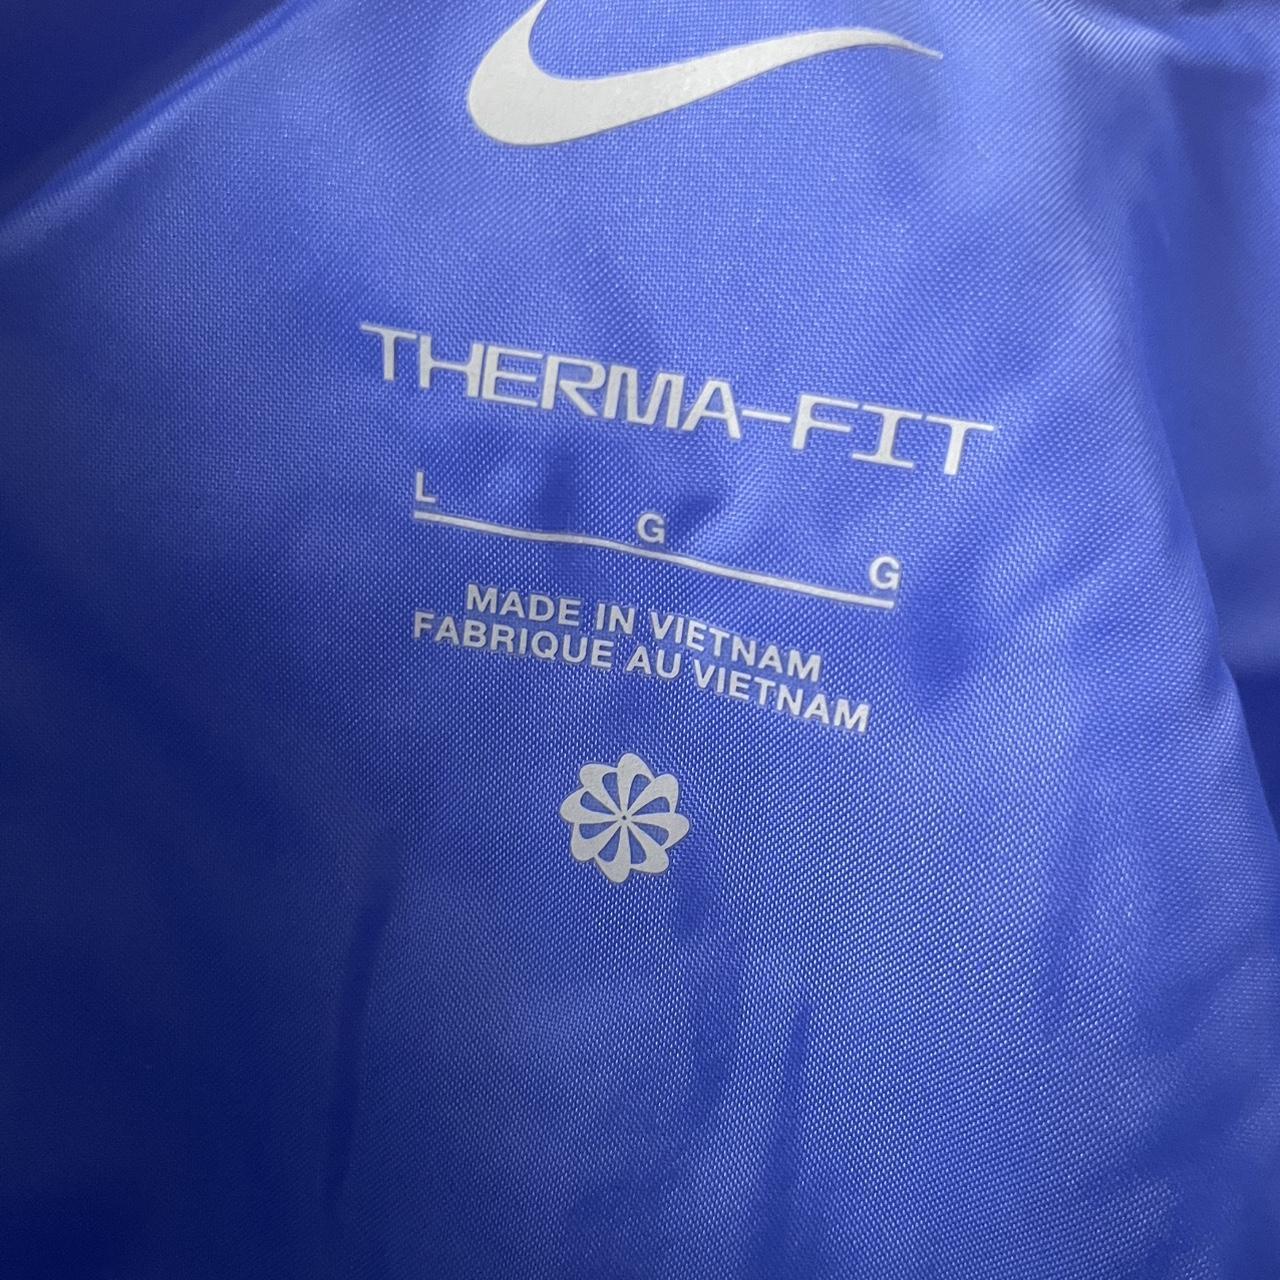 THERMA-FIT
L G G
MADE IN VIETNAM
FABRIQUE AU VIETNAM